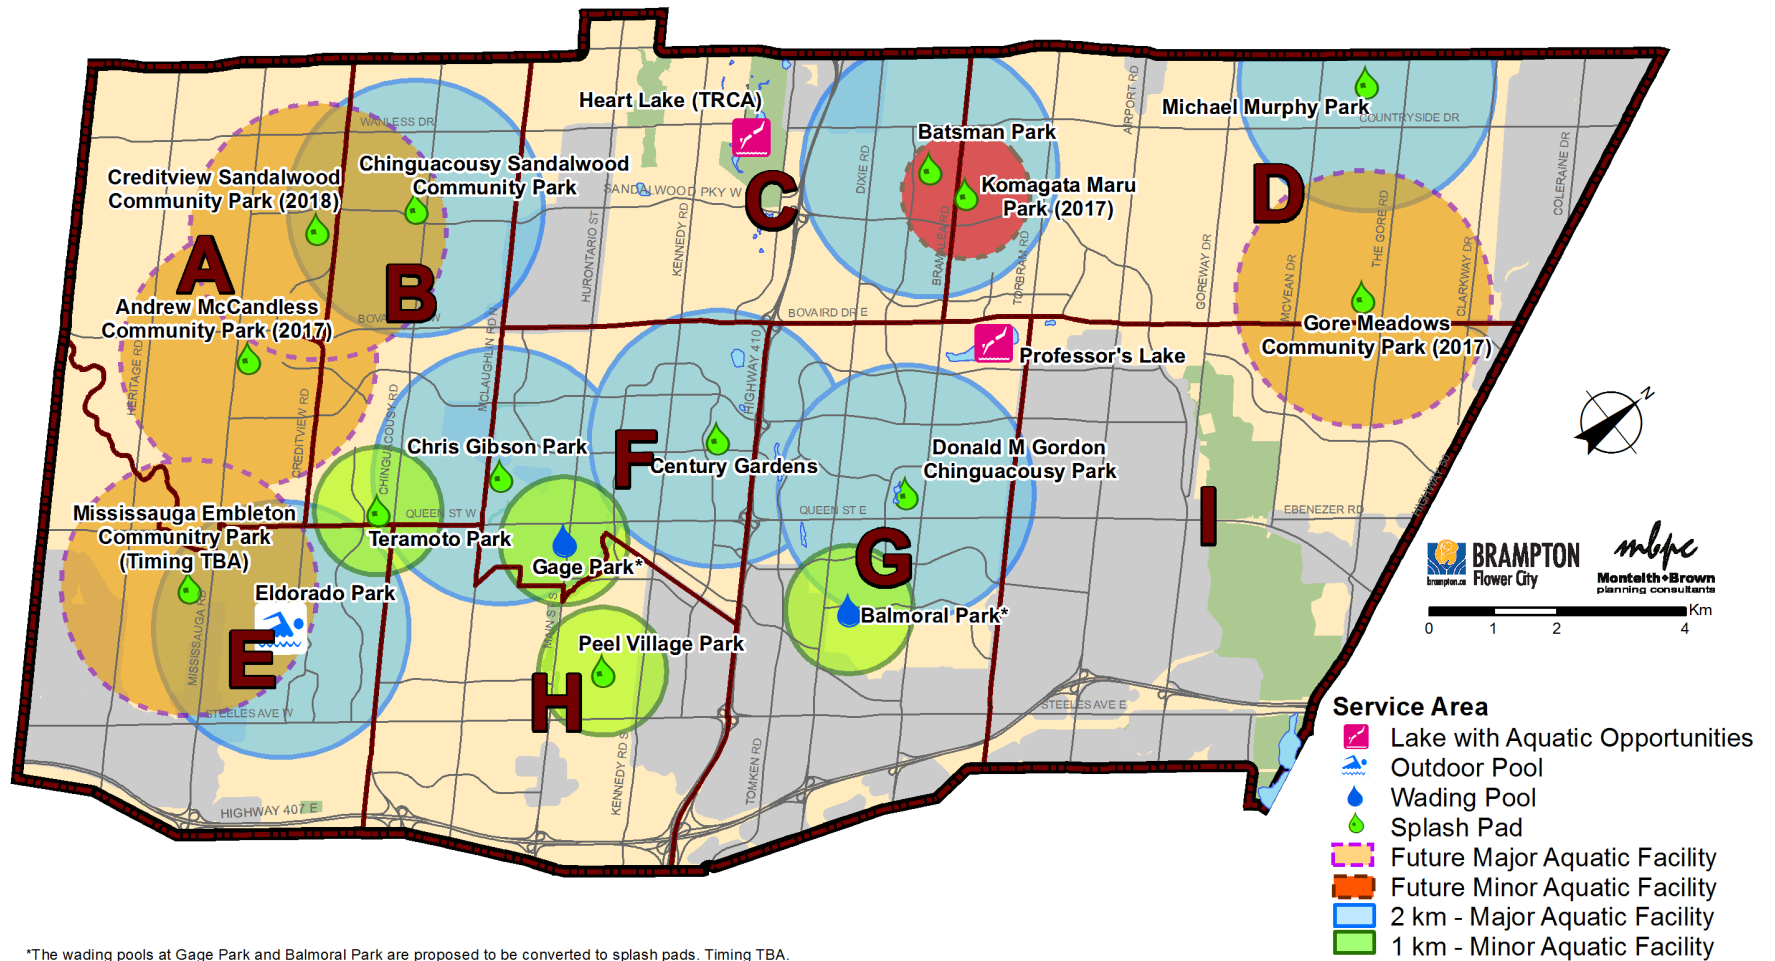 Heart Lake (TRCA)
Michael Murphy Park
COUNTRYSIDE DR
WANLESS DR
Batsman Park
AIRPORT RD
COLERAINE DR
DIXIE RD
Chinguacousy Sandalwood
Community Park
Creditview Sandalwood
Community Park (2018)
SANDALWOOD PKY W
Komagata Maru
Park (2017)
C
D
A
B
HURONTARIO ST
KENNEDY RD
BRAMALEA RD
TORBRAM RD
GOREWAY DR
MCVEAN DR
THE GORE RD
CLARKWAY DR
Andrew McCandless
Community Park (2017)
BOVAIRD DR E
Gore Meadows
Community Park (2017)
Professor's Lake
HERITAGE RD
CREDITVIEW RD
CHINGUACOUSY RD
MCLAUGHLIN RD N
HIGHWAY 410
N
Chris Gibson Park
F
Century Gardens
Donald M Gordon
Chinguacousy Park
HIGHWAY 50
Mississauga Embleton
Communitry Park
(Timing TBA)
QUEEN ST W
QUEEN ST E
I
EBENEZER RD
Teramoto Park
Gage Park*
G
Eldorado Park
Balmoral Park*
MISSISSAUGA RD
MAIN ST S
E
Peel Village Park
H
STEELES AVE W
STEELES AVE E
KENNEDY RD S
TOMKEN RD
HIGHWAY 407 E
BRAMPTON
brampton.ca
Flower City
mbpc
Monteith+Brown
planning consultants
Km
0 1 2 4
Service Area
Lake with Aquatic Opportunities
Outdoor Pool
Wading Pool
Splash Pad
Future Major Aquatic Facility
Future Minor Aquatic Facility
2 km - Major Aquatic Facility
1 km - Minor Aquatic Facility
*The wading pools at Gage Park and Balmoral Park are proposed to be converted to splash pads. Timing TBA.